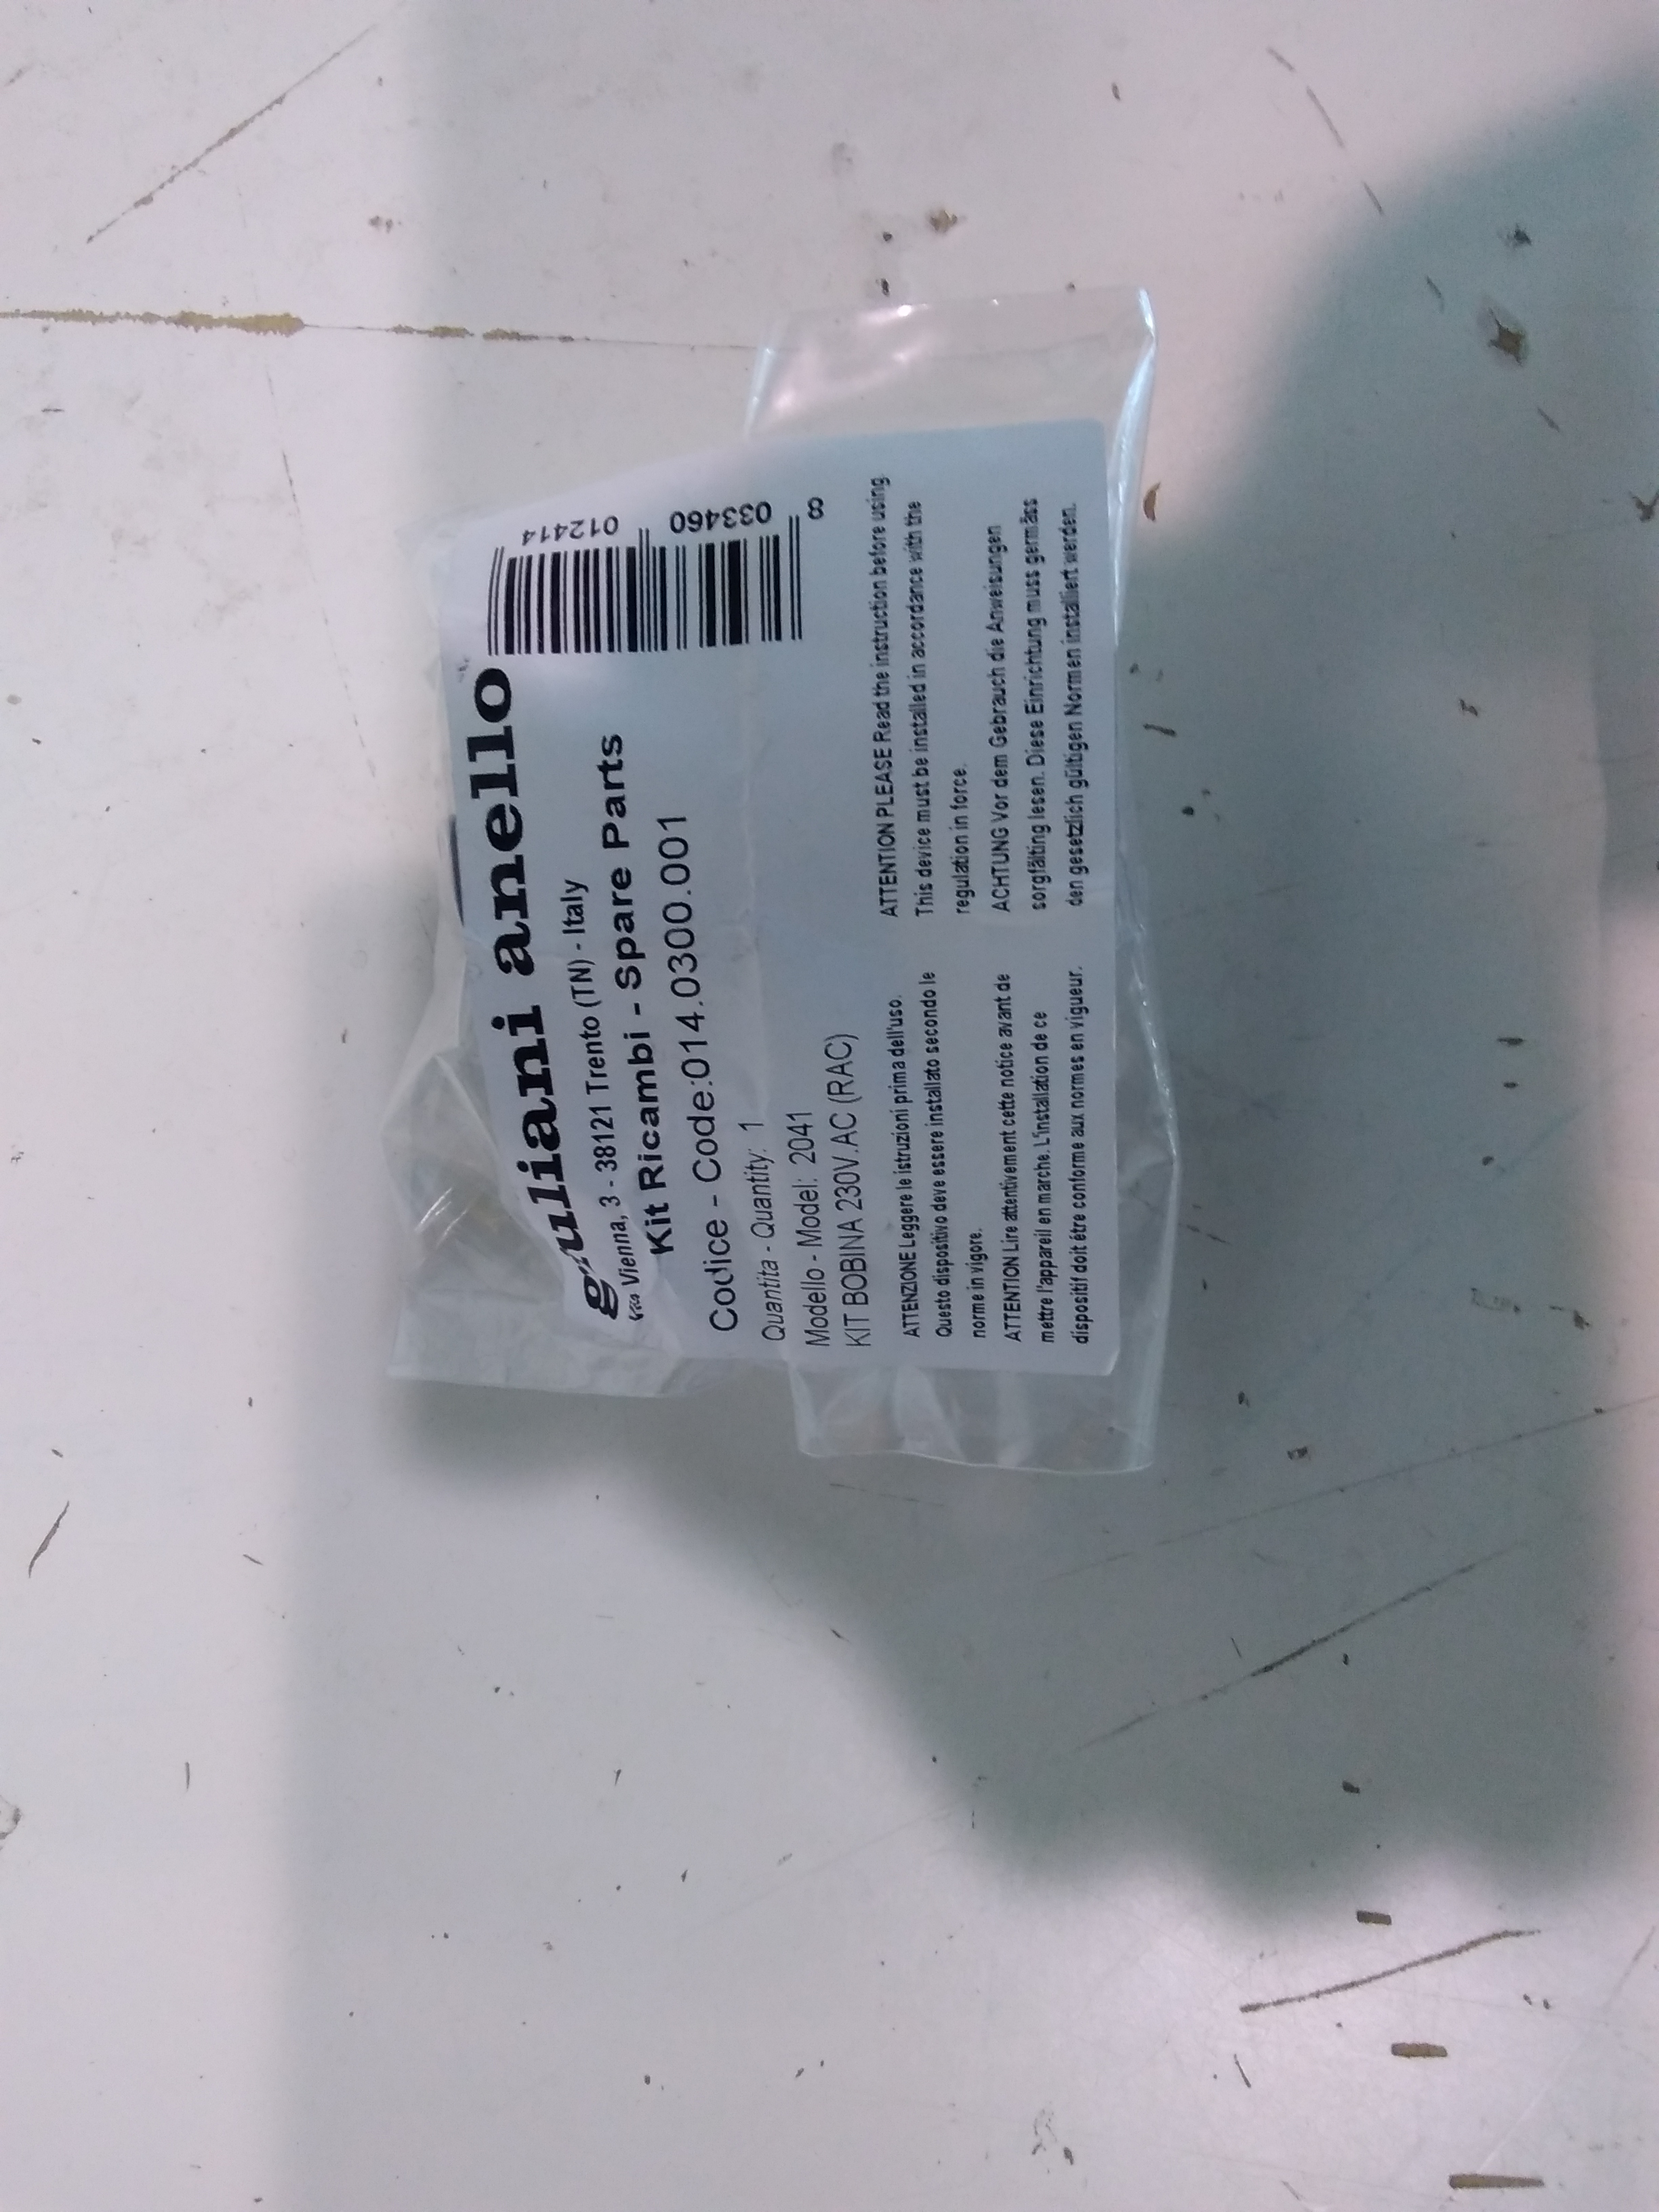 giuliani anello
Via Vienna, 3 - 38121 Trento (TN) - Italy
Kit Ricambi - Spare Parts
Codice - Code:014.0300.001
Quantita - Quantity: 1
Modello - Model: 2041
KIT BOBINA 230V.AC (RAC)
8
033460
012414
ATTENZIONE Leggere le istruzioni prima dell'uso.
Questo dispositivo deve essere installato secondo le
norme in vigore.
ATTENTION Lire attentivement cette notice avant de
mettre l'appareil en marche. L'installation de ce
dispositif doit étre conforme aux normes en vigueur.
ATTENTION PLEASE Read the instruction before using.
This device must be installed in accordance with the
regulation in force.
ACHTUNG Vor dem Gebrauch die Anweisungen
sorgfälting lesen. Diese Einrichtung muss germäss
den gesetzlich gültigen Normen installiert werden.